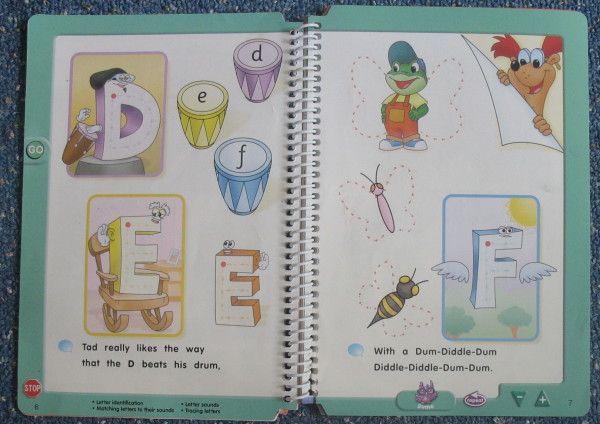 D
d
e
f
GO
E
E
Tad really likes the way
that the D beats his drum,
STOP
6
• Letter identification
• Matching letters to their sounds
• Letter sounds
• Tracing letters
F
With a Dum-Diddle-Dum
Diddle-Diddle-Dum-Dum.
repeat
7